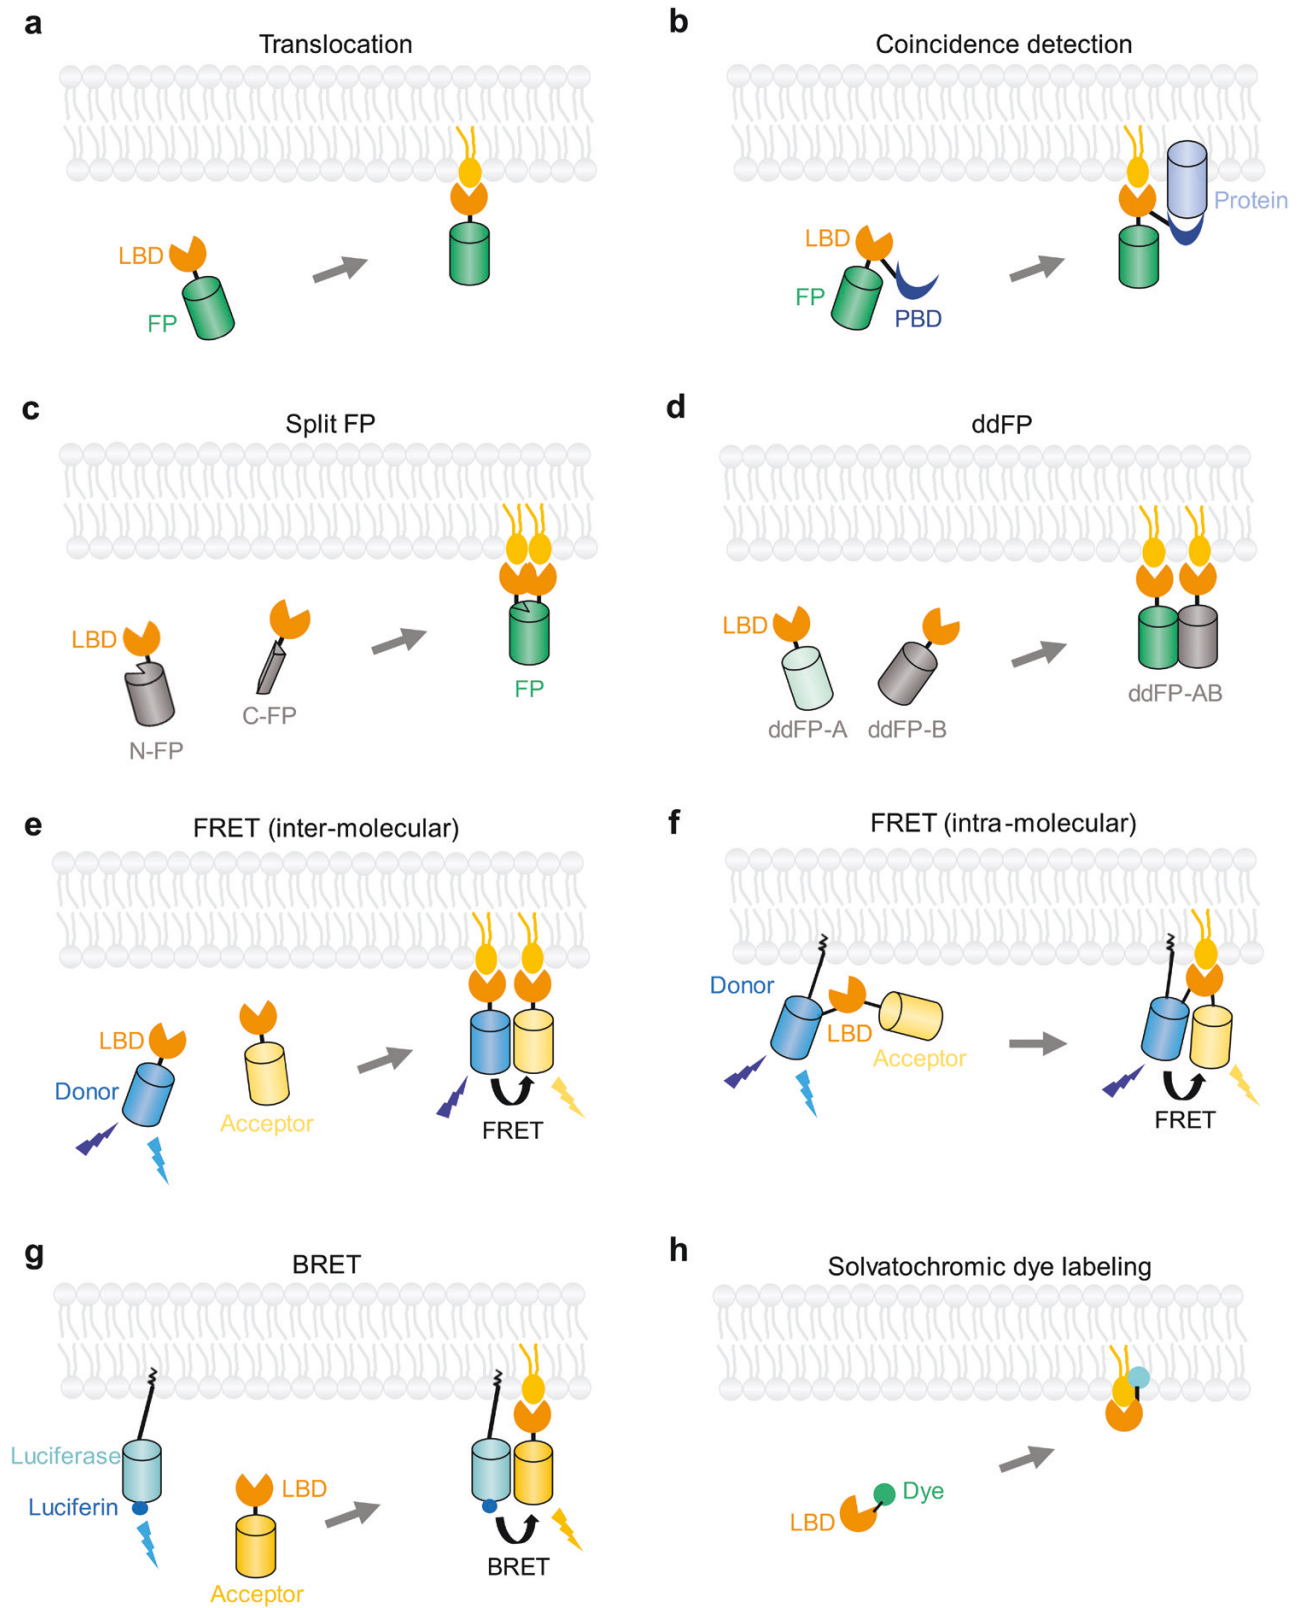 a
Translocation
LBD
FP
b
Coincidence detection
Protein
LBD
FP
PBD
c
Split FP
LBD
C-FP
N-FP
FP
d
ddFP
LBD
ddFP-A
ddFP-B
ddFP-AB
e
FRET (inter-molecular)
LBD
Donor
Acceptor
FRET
f
FRET (intra-molecular)
Donor
LBD
Acceptor
FRET
g
BRET
Luciferase
Luciferin
LBD
Acceptor
BRET
h
Solvatochromic dye labeling
Dye
LBD